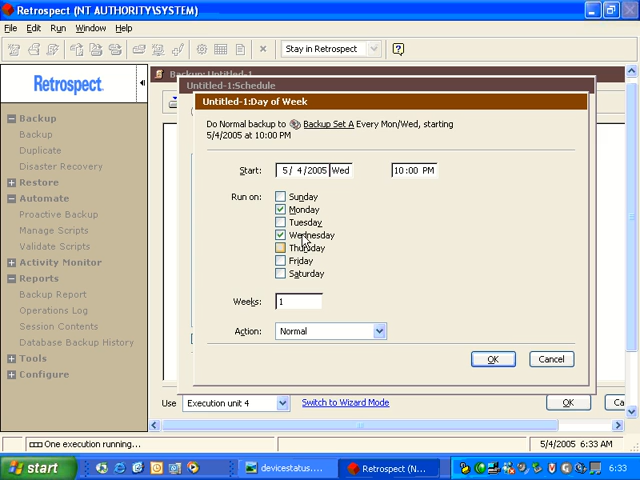 Retrospect (NT AUTHORITY\SYSTEM)
File Edit Run Window Help
Stay in Retrospect
Retrospect.
Backup
Backup
Duplicate
Disaster Recovery
Restore
Automate
Proactive Backup
Manage Scripts
Validate Scripts
Activity Monitor
Reports
Backup Report
Operations Log
Session Contents
Database Backup History
Tools
Configure
Backup: Untitled-1
Untitled-1:Schedule
Untitled-1:Day of Week
Do Normal backup to Backup Set A Every Mon/Wed, starting
5/4/2005 at 10:00 PM
Start: 5/ 4/2005 Wed 10:00 PM
Run on: Sunday
Monday
Tuesday
Wednesday
Thursday
Friday
Saturday
Weeks: 1
Action: Normal
OK Cancel
Use Execution unit 4 Switch to Wizard Mode OK Ca
One execution running... 5/4/2005 6:33 AM
start devicestatus.... Retrospect (N... 6:33